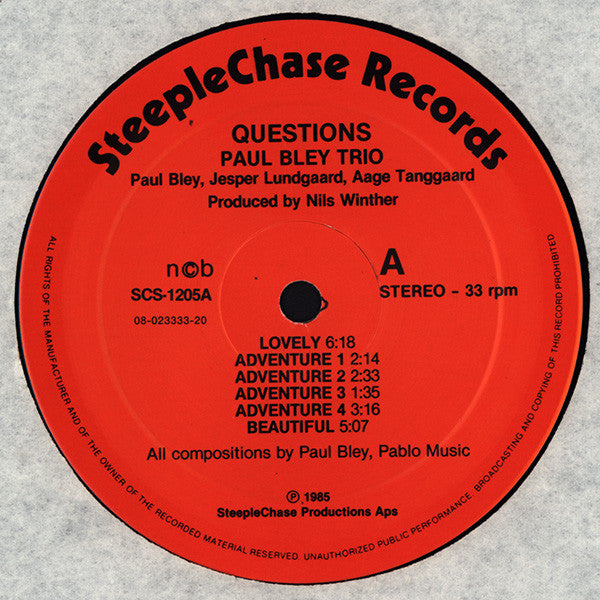 SteepleChase Records
QUESTIONS
PAUL BLEY TRIO
Paul Bley, Jesper Lundgaard, Aage Tanggaard
Produced by Nils Winther
n©b
SCS-1205A
08-023333-20
A
STEREO - 33 rpm
LOVELY 6:18
ADVENTURE 1 2:14
ADVENTURE 2 2:33
ADVENTURE 3 1:35
ADVENTURE 4 3:16
BEAUTIFUL 5:07
All compositions by Paul Bley, Pablo Music
℗ 1985
SteepleChase Productions Aps
ALL RIGHTS OF THE MANUFACTURER AND OF THE OWNER OF THE RECORDED MATERIAL RESERVED. UNAUTHORIZED PUBLIC PERFORMANCE, BROADCASTING AND COPYING OF THIS RECORD PROHIBITED